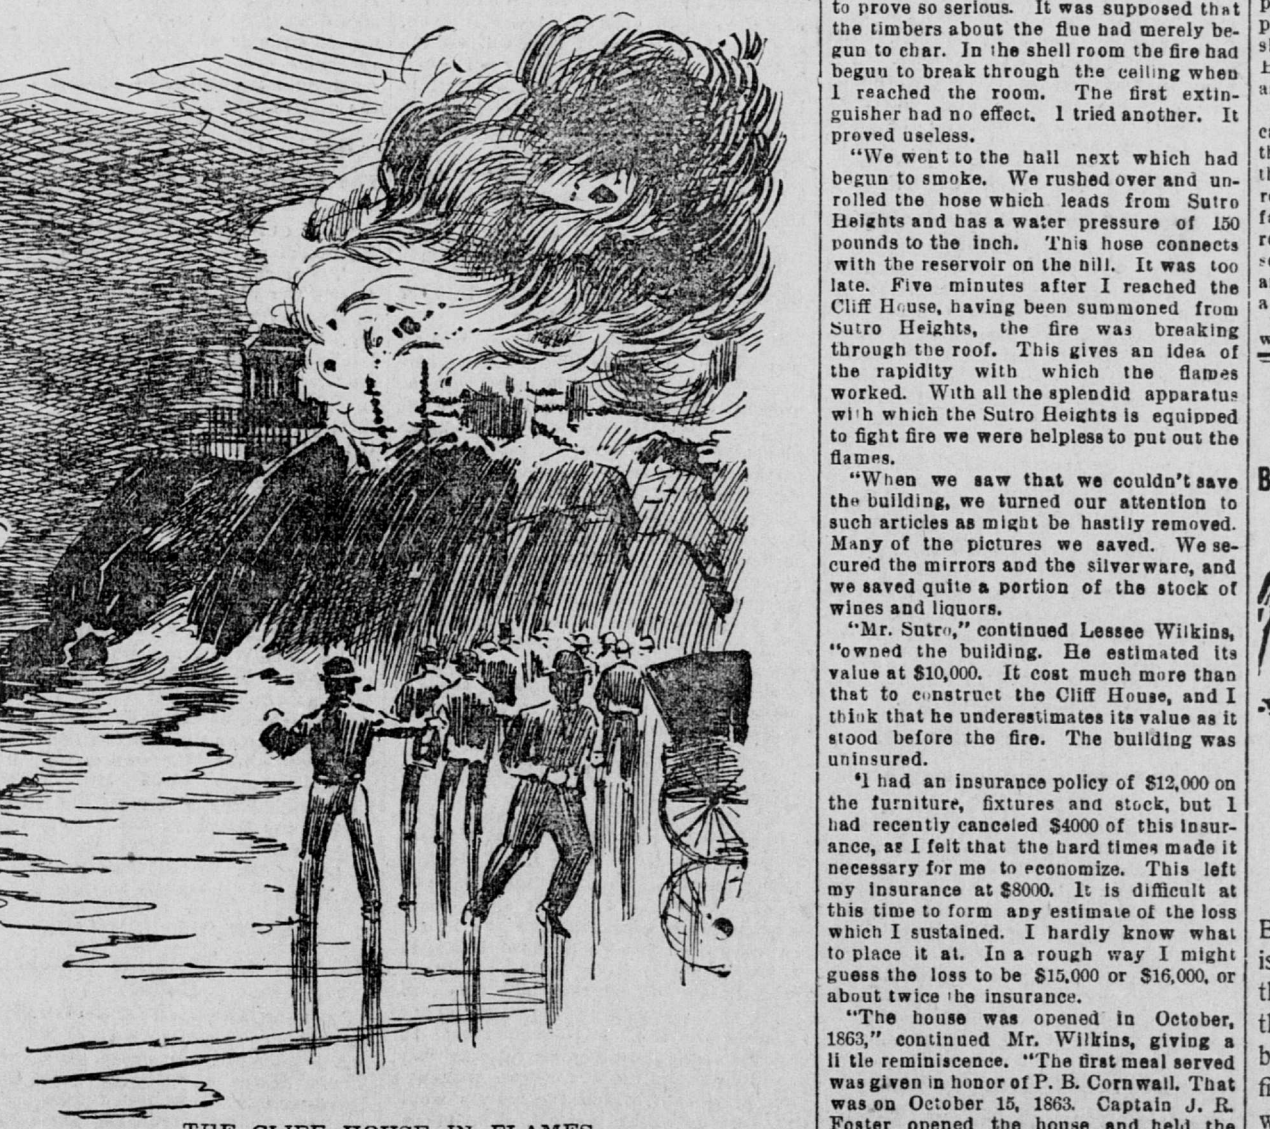 to prove so serious. It was supposed that
the timbers about the flue had merely be-
gun to char. In the shell room the fire had
begun to break through the ceiling when
I reached the room. The first extin-
guisher had no effect. I tried another. It
proved useless.
"We went to the hall next which had
begun to smoke. We rushed over and un-
rolled the hose which leads from Sutro
Heights and has a water pressure of 150
pounds to the inch. This hose connects
with the reservoir on the hill. It was too
late. Five minutes after I reached the
Cliff House, having been summoned from
Sutro Heights, the fire was breaking
through the roof. This gives an idea of
the rapidity with which the flames
worked. With all the splendid apparatus
with which the Sutro Heights is equipped
to fight fire we were helpless to put out the
flames.
"When we saw that we couldn't save
the building, we turned our attention to
such articles as might be hastily removed.
Many of the pictures we saved. We se-
cured the mirrors and the silverware, and
we saved quite a portion of the stock of
wines and liquors.
"Mr. Sutro," continued Lessee Wilkins,
"owned the building. He estimated its
value at $10,000. It cost much more than
that to construct the Cliff House, and I
think that he underestimates its value as it
stood before the fire. The building was
uninsured.
'I had an insurance policy of $12,000 on
the furniture, fixtures and stock, but I
had recently canceled $4000 of this insur-
ance, as I felt that the hard times made it
necessary for me to economize. This left
my insurance at $8000. It is difficult at
this time to form any estimate of the loss
which I sustained. I hardly know what
to place it at. In a rough way I might
guess the loss to be $15,000 or $16,000, or
about twice the insurance.
"The house was opened in October,
1863," continued Mr. Wilkins, giving a
li tle reminiscence. "The first meal served
was given in honor of P. B. Cornwall. That
was on October 15, 1863. Captain J. R.
Foster opened the house and held the
THE CLIFF HOUSE IN FLAMES